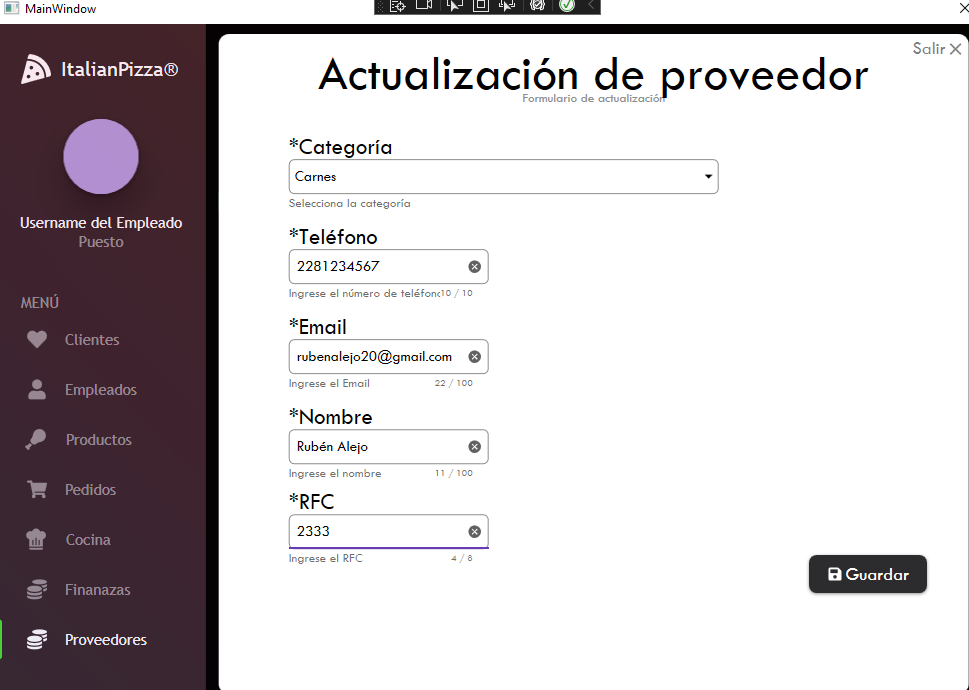 MainWindow
ItalianPizza®
Username del Empleado
Puesto
MENÚ
Clientes
Empleados
Productos
Pedidos
Cocina
Finanazas
Proveedores
Salir
Actualización de proveedor
Formulario de actualización
*Categoría
Carnes
Selecciona la categoría
*Teléfono
2281234567
Ingrese el número de teléfono 10 / 10
*Email
rubenalejo20@gmail.com
Ingrese el Email 22 / 100
*Nombre
Rubén Alejo
Ingrese el nombre 11 / 100
*RFC
2333
Ingrese el RFC 4 / 8
Guardar